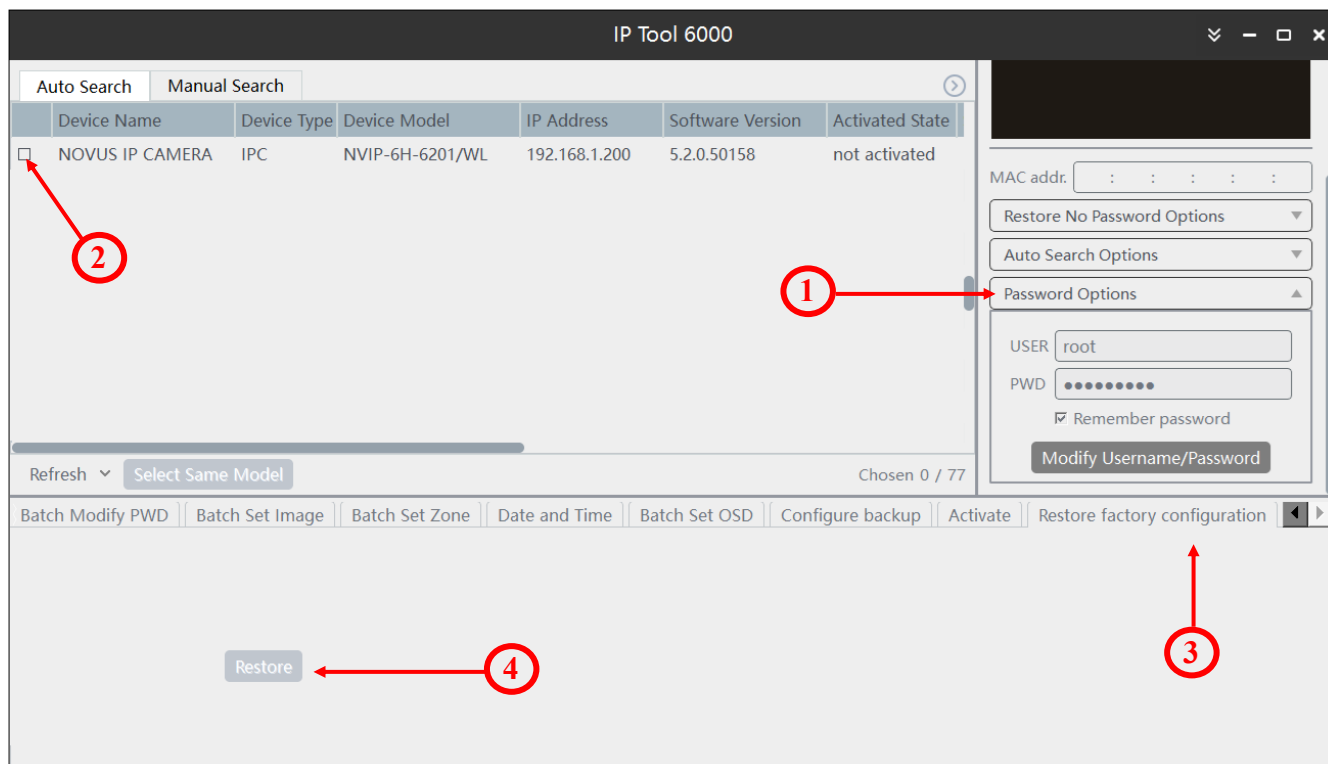 IP Tool 6000
Auto Search Manual Search
Device Name Device Type Device Model IP Address Software Version Activated State
NOVUS IP CAMERA IPC NVIP-6H-6201/WL 192.168.1.200 5.2.0.50158 not activated
2
Refresh Select Same Model Chosen 0 / 77
MAC addr. : : : : :
Restore No Password Options
Auto Search Options
1
Password Options
USER root
PWD ●●●●●●●●●
Remember password
Modify Username/Password
Batch Modify PWD Batch Set Image Batch Set Zone Date and Time Batch Set OSD Configure backup Activate Restore factory configuration
3
Restore
4